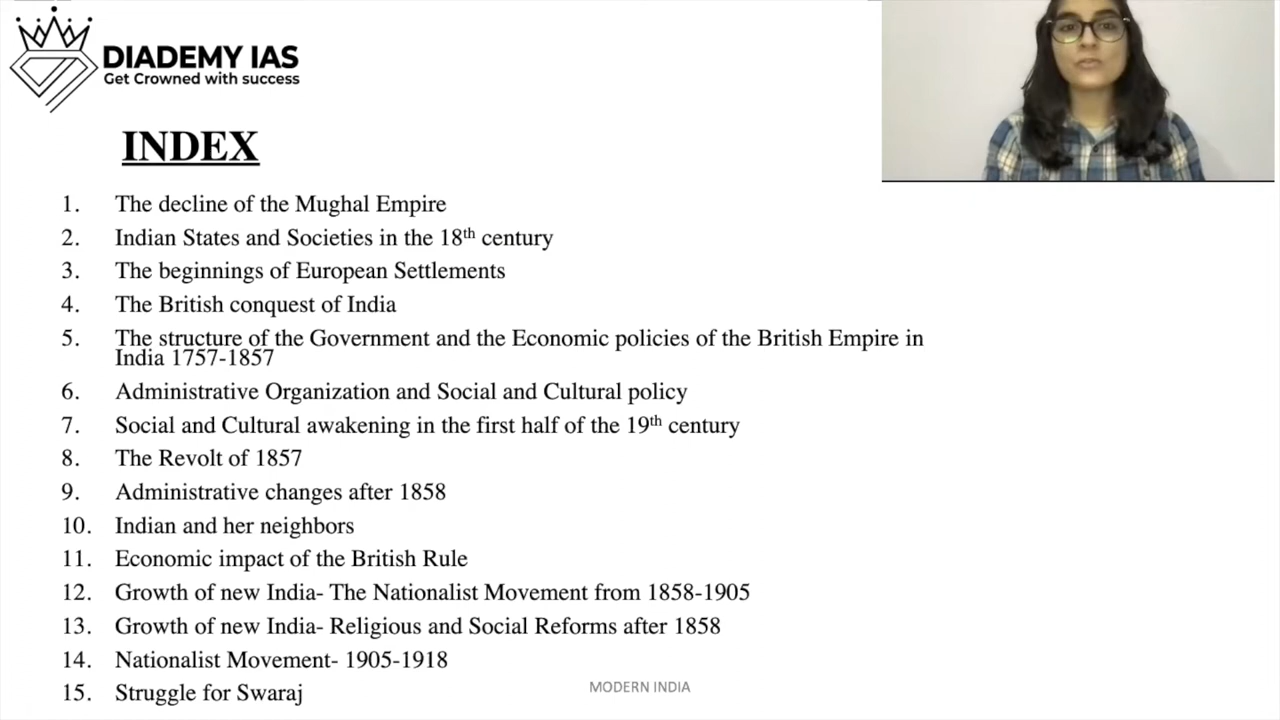 DIADEMY IAS
Get Crowned with success
INDEX
1. The decline of the Mughal Empire
2. Indian States and Societies in the 18th century
3. The beginnings of European Settlements
4. The British conquest of India
5. The structure of the Government and the Economic policies of the British Empire in
India 1757-1857
6. Administrative Organization and Social and Cultural policy
7. Social and Cultural awakening in the first half of the 19th century
8. The Revolt of 1857
9. Administrative changes after 1858
10. Indian and her neighbors
11. Economic impact of the British Rule
12. Growth of new India- The Nationalist Movement from 1858-1905
13. Growth of new India- Religious and Social Reforms after 1858
14. Nationalist Movement- 1905-1918
15. Struggle for Swaraj
MODERN INDIA